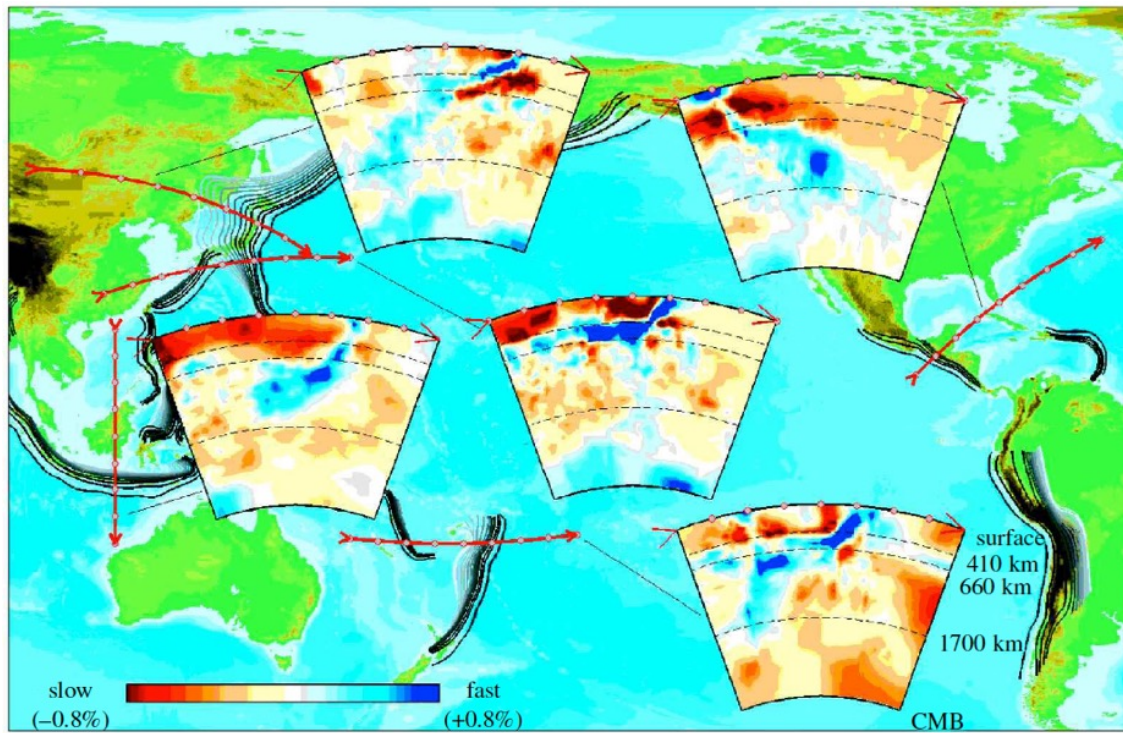 surface
410 km
660 km
1700 km
slow
fast
(–0.8%)
(+0.8%)
CMB